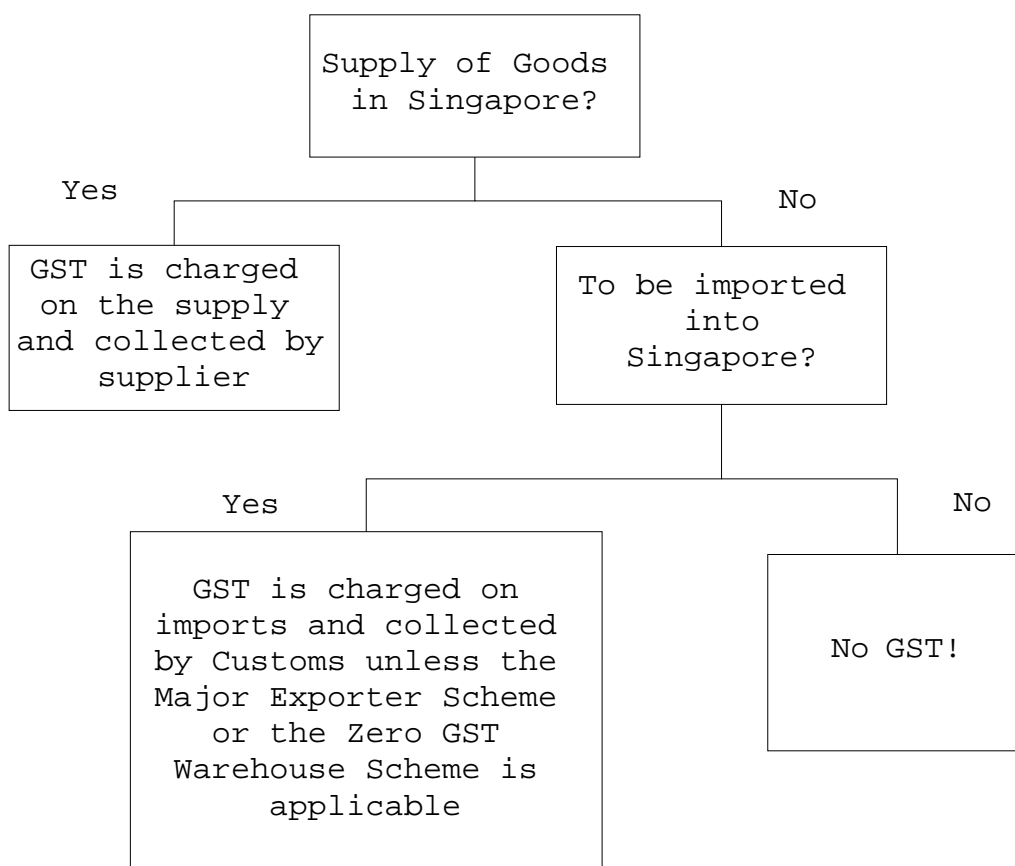 Supply of Goods
in Singapore?
Yes
No
GST is charged
on the supply
and collected by
supplier
To be imported
into
Singapore?
Yes
No
GST is charged on
imports and collected
by Customs unless the
Major Exporter Scheme
or the Zero GST
Warehouse Scheme is
applicable
No GST!